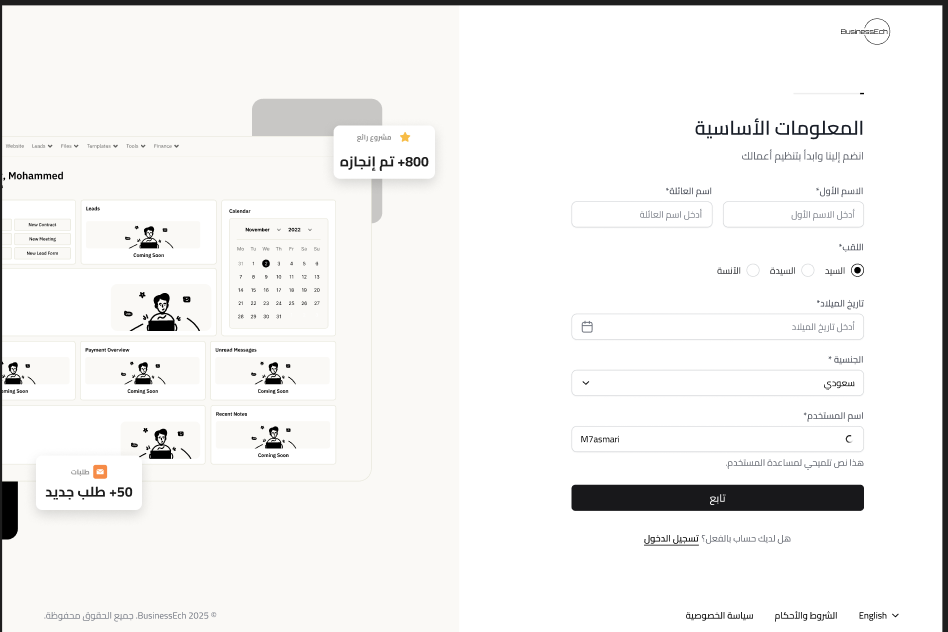 BusinessEch
المعلومات الأساسية
انضم إلينا وابدأ بتنظيم أعمالك
الاسم الأول*
اسم العائلة*
أدخل الاسم الأول
أدخل اسم العائلة
اللقب*
السيد
السيدة
الآنسة
تاريخ الميلاد*
أدخل تاريخ الميلاد
الجنسية *
سعودي
اسم المستخدم*
M7asmari
هذا نص تلميحي لمساعدة المستخدم.
تابع
هل لديك حساب بالفعل؟ تسجيل الدخول
English
الشروط والأحكام
سياسة الخصوصية
مشروع رائع
+800 تم إنجازه
Website Leads Files Templates Tools Finance
, Mohammed
New Contract
New Meeting
New Lead Form
Leads
Coming Soon
Calendar
November 2022
Mo Tu We Th Fr Sa Su
31 1 2 3 4 5 6
7 8 9 10 11 12 13
14 15 16 17 18 19 20
21 22 23 24 25 26 27
28 29 30 31
oming Soon
Payment Overview
Coming Soon
Unread Messages
Coming Soon
Recent Notes
Coming Soon
طلبات
+50 طلب جديد
© BusinessEch 2025. جميع الحقوق محفوظة.